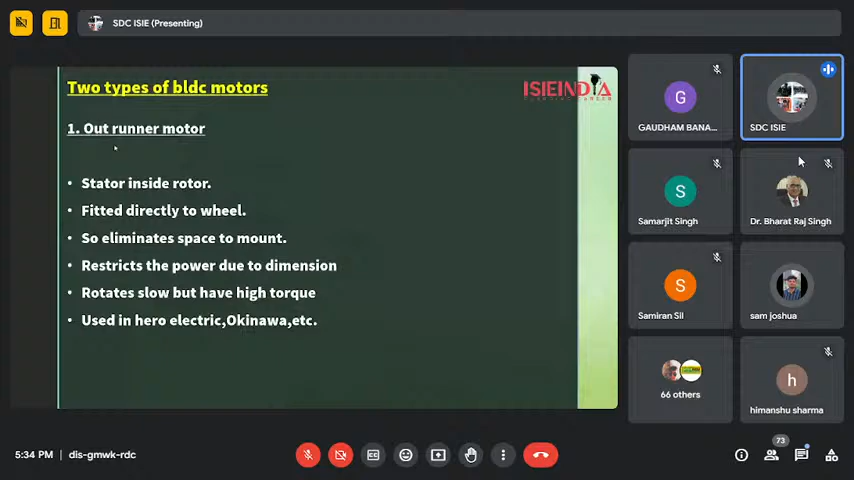 SDC ISIE (Presenting)
Two types of bldc motors
ISIEINDIA
1. Out runner motor
• Stator inside rotor.
• Fitted directly to wheel.
• So eliminates space to mount.
• Restricts the power due to dimension
• Rotates slow but have high torque
• Used in hero electric,Okinawa,etc.
G
GAUDHAM BANA...
SDC ISIE
S
Samarjit Singh
Dr. Bharat Raj Singh
S
Samiran Sil
sam joshua
66 others
h
himanshu sharma
5:34 PM | dis-gmwk-rdc
73